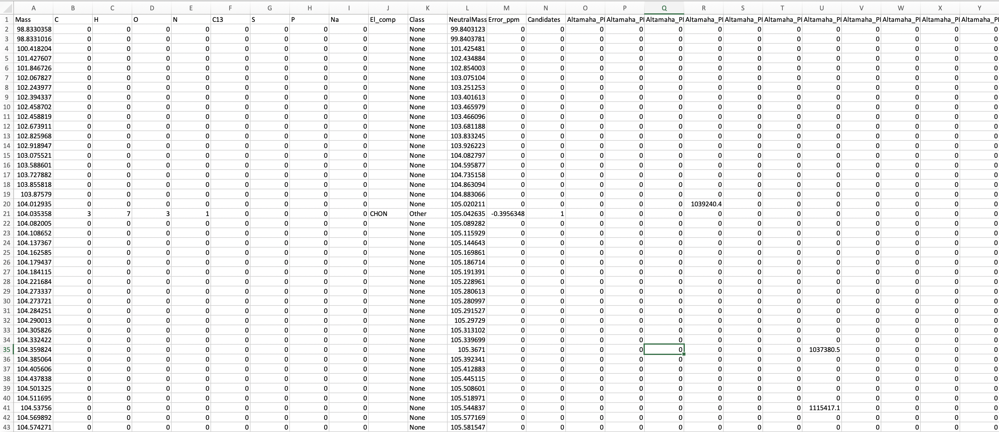 A B C D E F G H I J K L M N O P Q R S T U V W X Y
1 Mass C H O N C13 S P Na El_comp Class NeutralMass Error_ppm Candidates Altamaha_Pl Altamaha_Pl Altamaha_Pl Altamaha_Pl Altamaha_Pl Altamaha_Pl Altamaha_Pl Altamaha_Pl Altamaha_Pl Altamaha_Pl Altamaha_Pl
2 98.8330358 0 0 0 0 0 0 0 0 None 99.8403123 0 0 0 0 0 0 0 0 0 0 0 0 0
3 98.8331016 0 0 0 0 0 0 0 0 None 99.8403781 0 0 0 0 0 0 0 0 0 0 0 0 0
4 100.418204 0 0 0 0 0 0 0 0 None 101.425481 0 0 0 0 0 0 0 0 0 0 0 0 0
5 101.427607 0 0 0 0 0 0 0 0 None 102.434884 0 0 0 0 0 0 0 0 0 0 0 0 0
6 101.846726 0 0 0 0 0 0 0 0 None 102.854003 0 0 0 0 0 0 0 0 0 0 0 0 0
7 102.067827 0 0 0 0 0 0 0 0 None 103.075104 0 0 0 0 0 0 0 0 0 0 0 0 0
8 102.243977 0 0 0 0 0 0 0 0 None 103.251253 0 0 0 0 0 0 0 0 0 0 0 0 0
9 102.394337 0 0 0 0 0 0 0 0 None 103.401613 0 0 0 0 0 0 0 0 0 0 0 0 0
10 102.458702 0 0 0 0 0 0 0 0 None 103.465979 0 0 0 0 0 0 0 0 0 0 0 0 0
11 102.458819 0 0 0 0 0 0 0 0 None 103.466096 0 0 0 0 0 0 0 0 0 0 0 0 0
12 102.673911 0 0 0 0 0 0 0 0 None 103.681188 0 0 0 0 0 0 0 0 0 0 0 0 0
13 102.825968 0 0 0 0 0 0 0 0 None 103.833245 0 0 0 0 0 0 0 0 0 0 0 0 0
14 102.918947 0 0 0 0 0 0 0 0 None 103.926223 0 0 0 0 0 0 0 0 0 0 0 0 0
15 103.075521 0 0 0 0 0 0 0 0 None 104.082797 0 0 0 0 0 0 0 0 0 0 0 0 0
16 103.588601 0 0 0 0 0 0 0 0 None 104.595877 0 0 0 0 0 0 0 0 0 0 0 0 0
17 103.727882 0 0 0 0 0 0 0 0 None 104.735158 0 0 0 0 0 0 0 0 0 0 0 0 0
18 103.855818 0 0 0 0 0 0 0 0 None 104.863094 0 0 0 0 0 0 0 0 0 0 0 0 0
19 103.87579 0 0 0 0 0 0 0 0 None 104.883066 0 0 0 0 0 0 0 0 0 0 0 0 0
20 104.012935 0 0 0 0 0 0 0 0 None 105.020211 0 0 0 0 0 1039240.4 0 0 0 0 0 0 0
21 104.035358 3 7 3 1 0 0 0 0 CHON Other 105.042635 -0.3956348 1 0 0 0 0 0 0 0 0 0 0 0
22 104.082005 0 0 0 0 0 0 0 0 None 105.089282 0 0 0 0 0 0 0 0 0 0 0 0 0
23 104.108652 0 0 0 0 0 0 0 0 None 105.115929 0 0 0 0 0 0 0 0 0 0 0 0 0
24 104.137367 0 0 0 0 0 0 0 0 None 105.144643 0 0 0 0 0 0 0 0 0 0 0 0 0
25 104.162585 0 0 0 0 0 0 0 0 None 105.169861 0 0 0 0 0 0 0 0 0 0 0 0 0
26 104.179437 0 0 0 0 0 0 0 0 None 105.186714 0 0 0 0 0 0 0 0 0 0 0 0 0
27 104.184115 0 0 0 0 0 0 0 0 None 105.191391 0 0 0 0 0 0 0 0 0 0 0 0 0
28 104.221684 0 0 0 0 0 0 0 0 None 105.228961 0 0 0 0 0 0 0 0 0 0 0 0 0
29 104.273337 0 0 0 0 0 0 0 0 None 105.280613 0 0 0 0 0 0 0 0 0 0 0 0 0
30 104.273721 0 0 0 0 0 0 0 0 None 105.280997 0 0 0 0 0 0 0 0 0 0 0 0 0
31 104.284251 0 0 0 0 0 0 0 0 None 105.291527 0 0 0 0 0 0 0 0 0 0 0 0 0
32 104.290013 0 0 0 0 0 0 0 0 None 105.29729 0 0 0 0 0 0 0 0 0 0 0 0 0
33 104.305826 0 0 0 0 0 0 0 0 None 105.313102 0 0 0 0 0 0 0 0 0 0 0 0 0
34 104.332422 0 0 0 0 0 0 0 0 None 105.339699 0 0 0 0 0 0 0 0 0 0 0 0 0
35 104.359824 0 0 0 0 0 0 0 0 None 105.3671 0 0 0 0 0 0 0 0 1037380.5 0 0 0 0
36 104.385064 0 0 0 0 0 0 0 0 None 105.392341 0 0 0 0 0 0 0 0 0 0 0 0 0
37 104.405606 0 0 0 0 0 0 0 0 None 105.412883 0 0 0 0 0 0 0 0 0 0 0 0 0
38 104.437838 0 0 0 0 0 0 0 0 None 105.445115 0 0 0 0 0 0 0 0 0 0 0 0 0
39 104.501325 0 0 0 0 0 0 0 0 None 105.508601 0 0 0 0 0 0 0 0 0 0 0 0 0
40 104.511695 0 0 0 0 0 0 0 0 None 105.518971 0 0 0 0 0 0 0 0 0 0 0 0 0
41 104.53756 0 0 0 0 0 0 0 0 None 105.544837 0 0 0 0 0 0 0 0 1115417.1 0 0 0 0
42 104.569892 0 0 0 0 0 0 0 0 None 105.577169 0 0 0 0 0 0 0 0 0 0 0 0 0
43 104.574271 0 0 0 0 0 0 0 0 None 105.581547 0 0 0 0 0 0 0 0 0 0 0 0 0